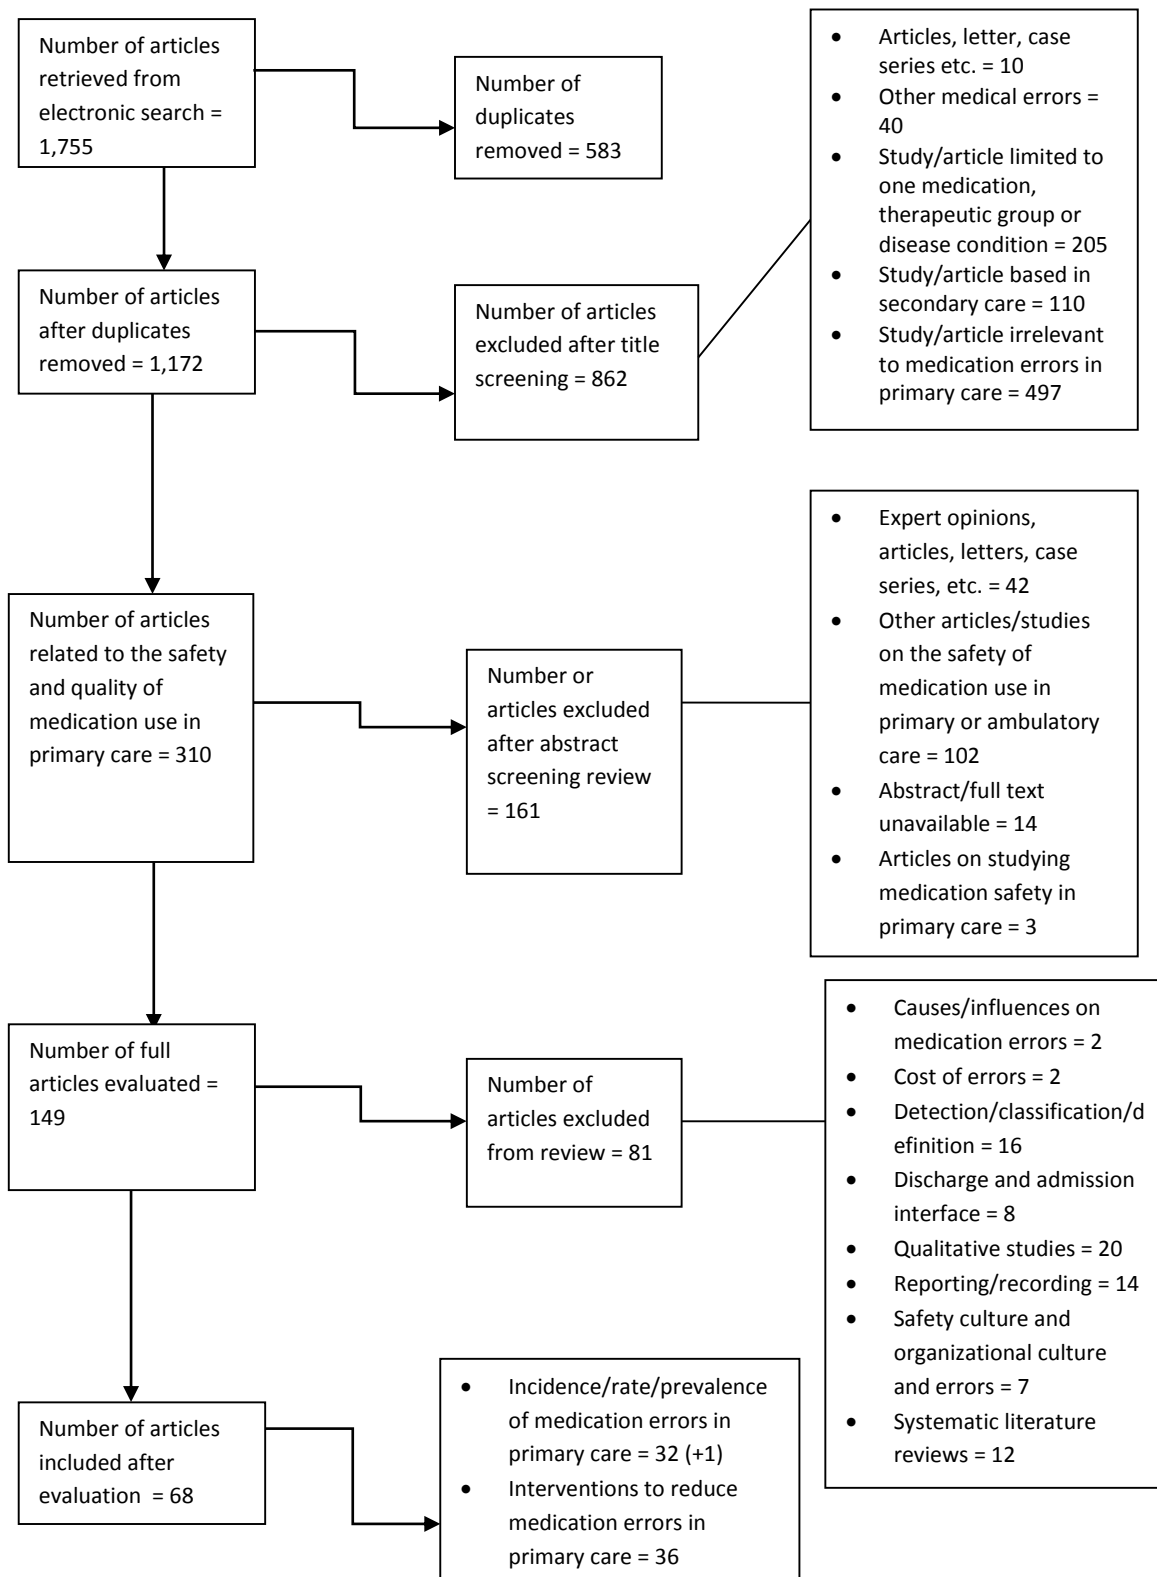 Number of articles
retrieved from
electronic search =
1,755
Number of
duplicates
removed = 583
• Articles, letter, case
series etc. = 10
• Other medical errors =
40
• Study/article limited to
one medication,
therapeutic group or
disease condition = 205
• Study/article based in
secondary care = 110
• Study/article irrelevant
to medication errors in
primary care = 497
Number of articles
after duplicates
removed = 1,172
Number of articles
excluded after title
screening = 862
Number of articles
related to the safety
and quality of
medication use in
primary care = 310
Number or
articles excluded
after abstract
screening review
= 161
• Expert opinions,
articles, letters, case
series, etc. = 42
• Other articles/studies
on the safety of
medication use in
primary or ambulatory
care = 102
• Abstract/full text
unavailable = 14
• Articles on studying
medication safety in
primary care = 3
Number of full
articles evaluated =
149
Number of
articles excluded
from review = 81
• Causes/influences on
medication errors = 2
• Cost of errors = 2
• Detection/classification/d
efinition = 16
• Discharge and admission
interface = 8
• Qualitative studies = 20
• Reporting/recording = 14
• Safety culture and
organizational culture
and errors = 7
• Systematic literature
reviews = 12
Number of articles
included after
evaluation = 68
• Incidence/rate/prevalence
of medication errors in
primary care = 32 (+1)
• Interventions to reduce
medication errors in
primary care = 36